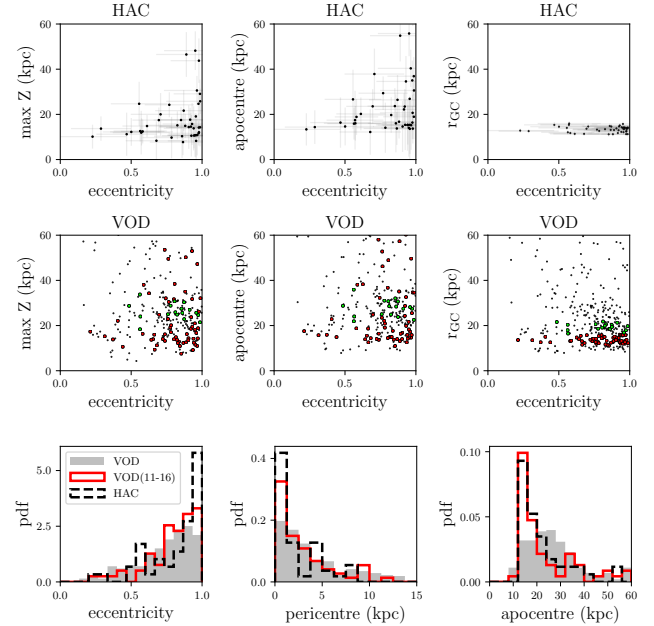 HAC HAC HAC
60 60 60
40 40 40
20 20 20
0 0 0
max Z (kpc) apocentre (kpc) r_GC (kpc)
0.0 0.5 1.0 0.0 0.5 1.0 0.0 0.5 1.0
eccentricity eccentricity eccentricity
VOD VOD VOD
60 60 60
40 40 40
20 20 20
0 0 0
max Z (kpc) apocentre (kpc) r_GC (kpc)
0.0 0.5 1.0 0.0 0.5 1.0 0.0 0.5 1.0
eccentricity eccentricity eccentricity
VOD
VOD(11-16)
HAC
5.0 0.4 0.10
2.5 0.2 0.05
0.0 0.0 0.00
pdf pdf pdf
0.0 0.5 1.0 0 5 10 15 0 10 20 30 40 50 60
eccentricity pericentre (kpc) apocentre (kpc)